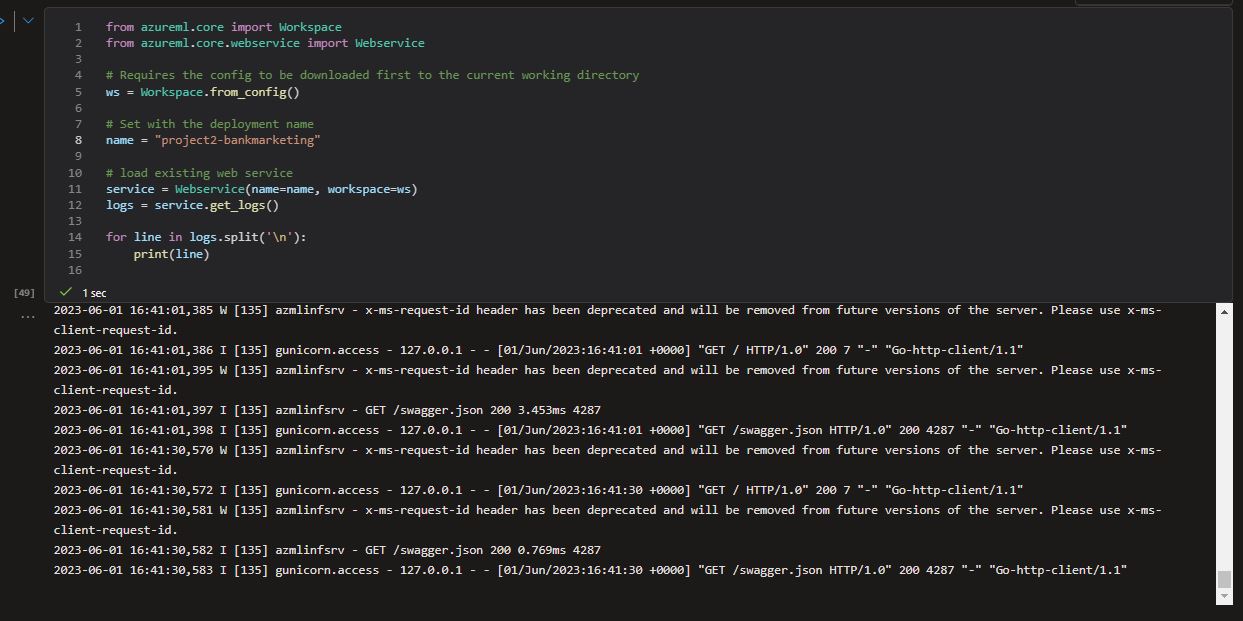 1 from azureml.core import Workspace
2 from azureml.core.webservice import Webservice
3
4 # Requires the config to be downloaded first to the current working directory
5 ws = Workspace.from_config()
6
7 # Set with the deployment name
8 name = "project2-bankmarketing"
9
10 # load existing web service
11 service = Webservice(name=name, workspace=ws)
12 logs = service.get_logs()
13
14 for line in logs.split('\n'):
15     print(line)
16
[49] 1 sec
...
2023-06-01 16:41:01,385 W [135] azmlinfsrv - x-ms-request-id header has been deprecated and will be removed from future versions of the server. Please use x-ms-
client-request-id.
2023-06-01 16:41:01,386 I [135] gunicorn.access - 127.0.0.1 - - [01/Jun/2023:16:41:01 +0000] "GET / HTTP/1.0" 200 7 "-" "Go-http-client/1.1"
2023-06-01 16:41:01,395 W [135] azmlinfsrv - x-ms-request-id header has been deprecated and will be removed from future versions of the server. Please use x-ms-
client-request-id.
2023-06-01 16:41:01,397 I [135] azmlinfsrv - GET /swagger.json 200 3.453ms 4287
2023-06-01 16:41:01,398 I [135] gunicorn.access - 127.0.0.1 - - [01/Jun/2023:16:41:01 +0000] "GET /swagger.json HTTP/1.0" 200 4287 "-" "Go-http-client/1.1"
2023-06-01 16:41:30,570 W [135] azmlinfsrv - x-ms-request-id header has been deprecated and will be removed from future versions of the server. Please use x-ms-
client-request-id.
2023-06-01 16:41:30,572 I [135] gunicorn.access - 127.0.0.1 - - [01/Jun/2023:16:41:30 +0000] "GET / HTTP/1.0" 200 7 "-" "Go-http-client/1.1"
2023-06-01 16:41:30,581 W [135] azmlinfsrv - x-ms-request-id header has been deprecated and will be removed from future versions of the server. Please use x-ms-
client-request-id.
2023-06-01 16:41:30,582 I [135] azmlinfsrv - GET /swagger.json 200 0.769ms 4287
2023-06-01 16:41:30,583 I [135] gunicorn.access - 127.0.0.1 - - [01/Jun/2023:16:41:30 +0000] "GET /swagger.json HTTP/1.0" 200 4287 "-" "Go-http-client/1.1"